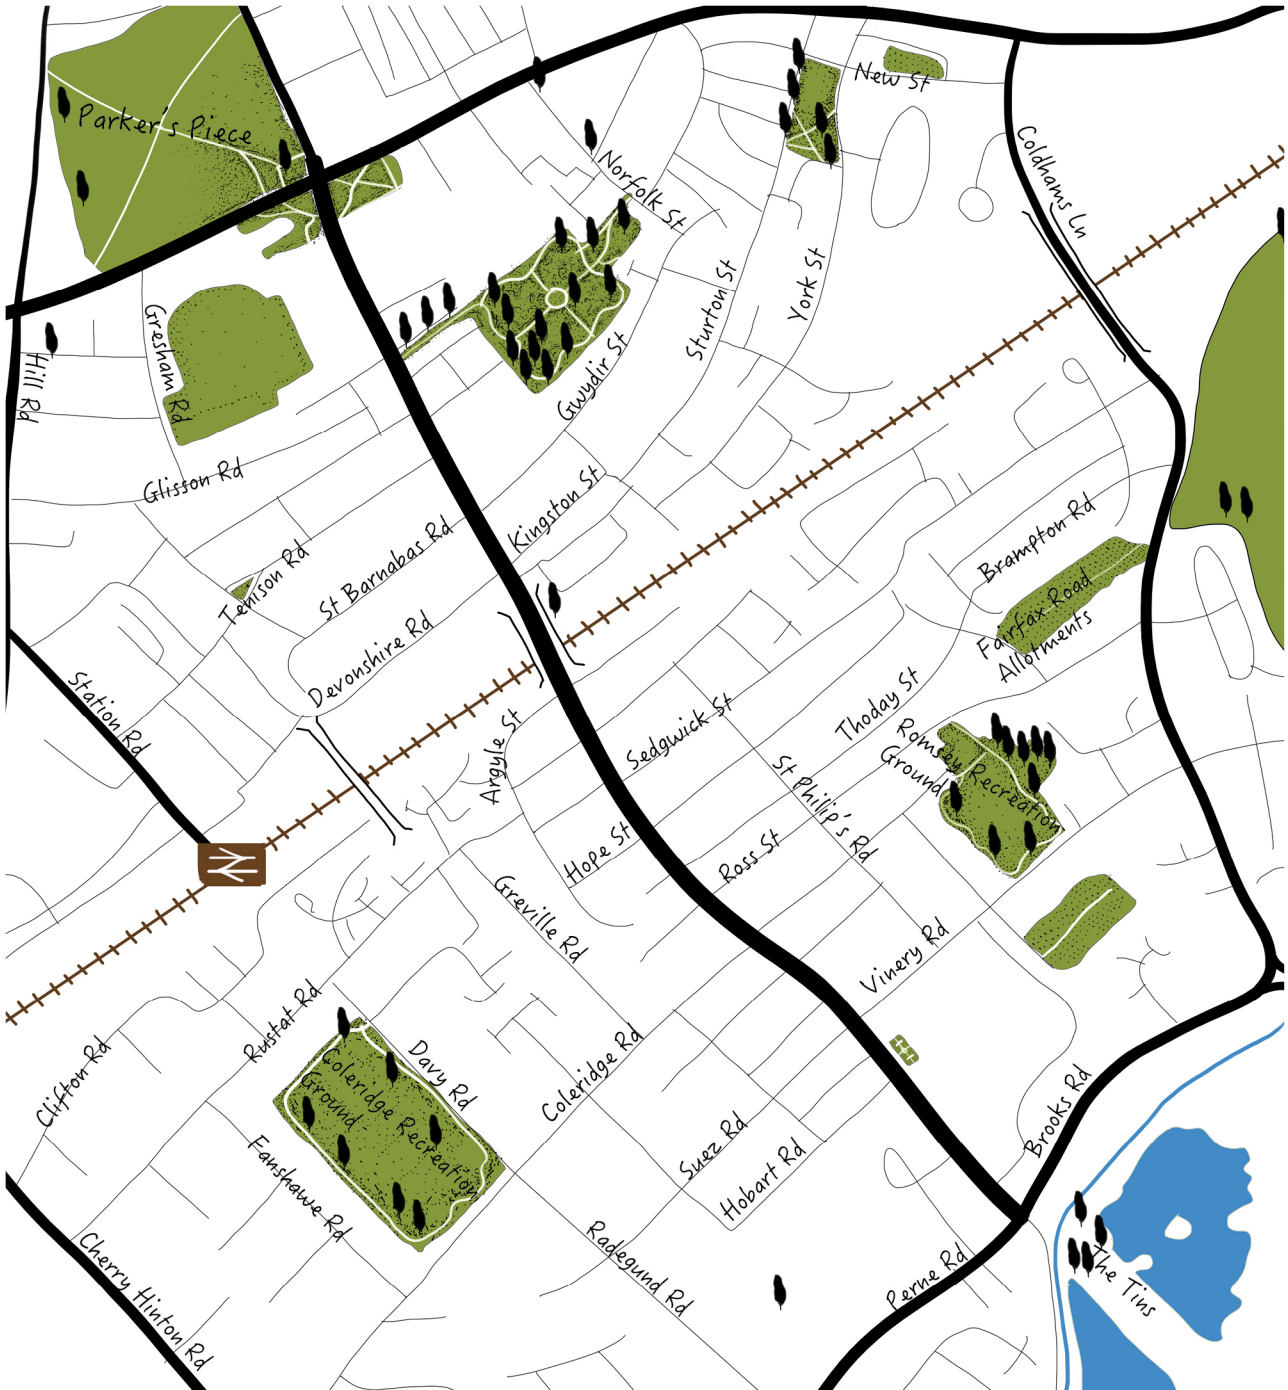 New St
Parker's Piece
Coldhams Ln
Norfolk St
York St
Sturton St
Gresham Rd
Hill Rd
Gwydir St
Glisson Rd
Kingston St
Brampton Rd
St Barnabas Rd
Tenison Rd
Fairfax Road
Allotments
Devonshire Rd
Station Rd
Thoday St
Sedgwick St
Argyle St
Romsey Recreation
Ground
St Philip's Rd
Hope St
Ross St
Greville Rd
Vinery Rd
Rustat Rd
Davy Rd
Coleridge Rd
Clifton Rd
Coleridge Recreation
Ground
Brooks Rd
Suez Rd
Fanshawe Rd
Hobart Rd
Radegund Rd
Cherry Hinton Rd
Perne Rd
The Tins